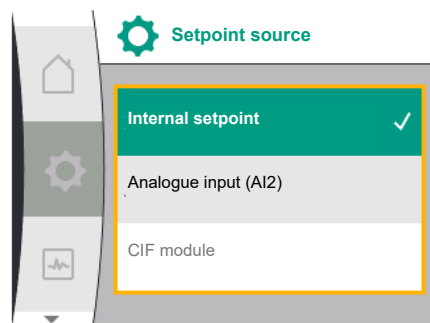 Setpoint source
Internal setpoint
Analogue input (AI2)
CIF module